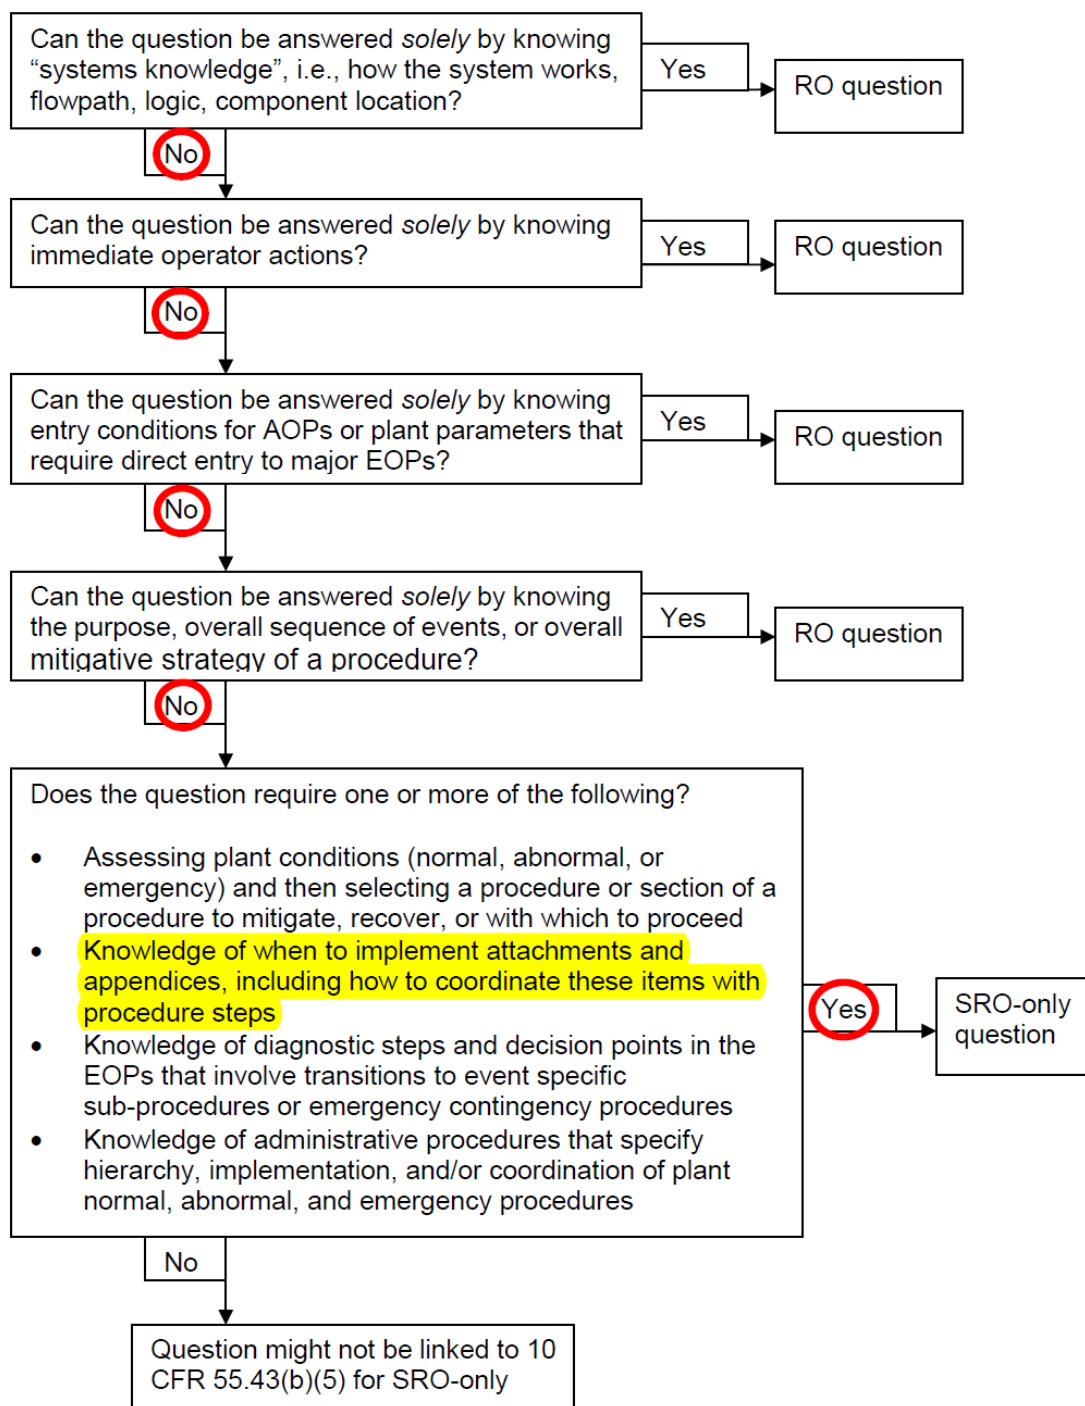 Can the question be answered solely by knowing
“systems knowledge”, i.e., how the system works,
flowpath, logic, component location?
Yes
RO question
No
Can the question be answered solely by knowing
immediate operator actions?
Yes
RO question
No
Can the question be answered solely by knowing
entry conditions for AOPs or plant parameters that
require direct entry to major EOPs?
Yes
RO question
No
Can the question be answered solely by knowing
the purpose, overall sequence of events, or overall
mitigative strategy of a procedure?
Yes
RO question
No
Does the question require one or more of the following?
• Assessing plant conditions (normal, abnormal, or
emergency) and then selecting a procedure or section of a
procedure to mitigate, recover, or with which to proceed
• Knowledge of when to implement attachments and
appendices, including how to coordinate these items with
procedure steps
• Knowledge of diagnostic steps and decision points in the
EOPs that involve transitions to event specific
sub-procedures or emergency contingency procedures
• Knowledge of administrative procedures that specify
hierarchy, implementation, and/or coordination of plant
normal, abnormal, and emergency procedures
Yes
SRO-only
question
No
Question might not be linked to 10
CFR 55.43(b)(5) for SRO-only